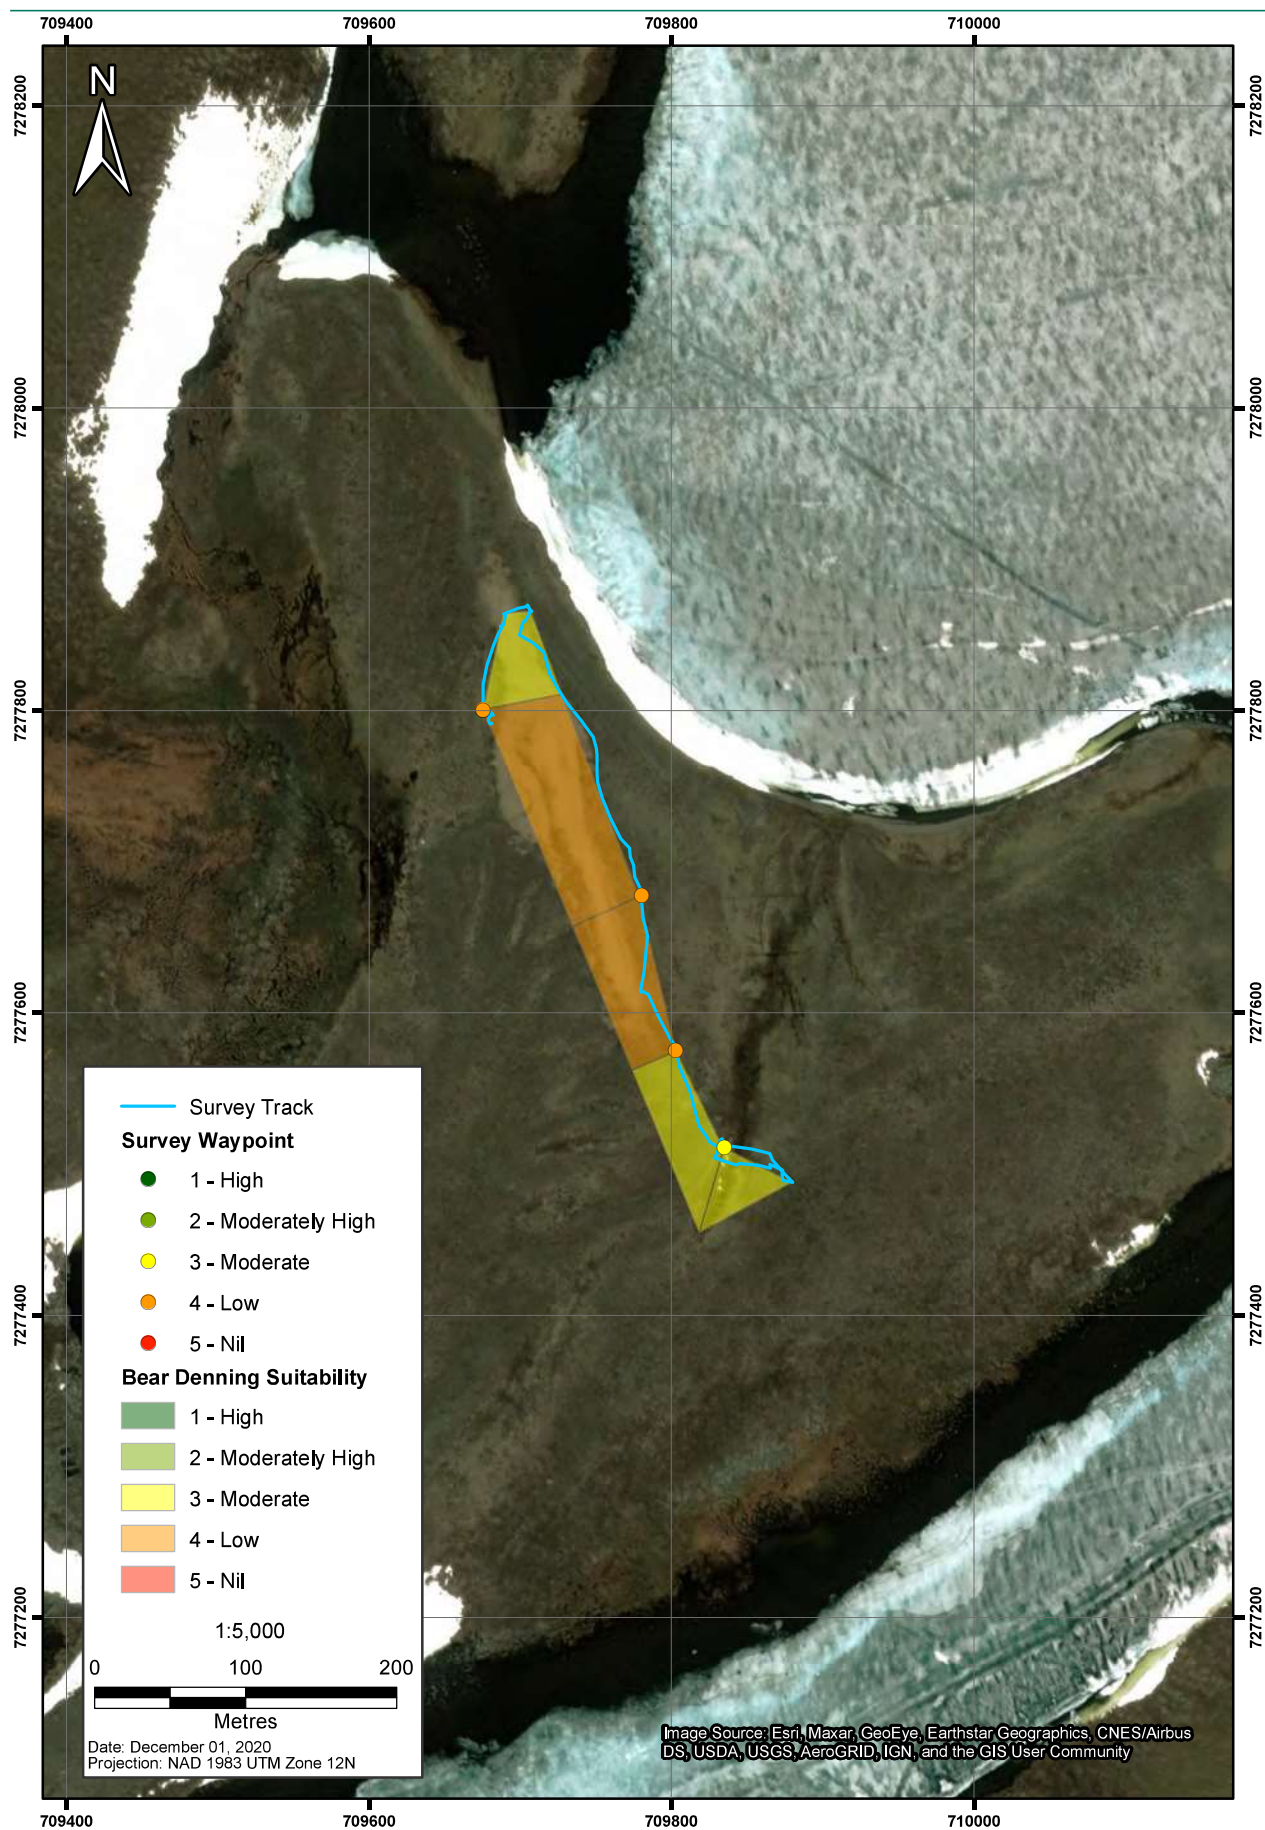 709400 709600 709800 710000
N
7278200 7278200
7278000 7278000
7277800 7277800
7277600 7277600
7277400 7277400
7277200 7277200
Survey Track
Survey Waypoint
1 - High
2 - Moderately High
3 - Moderate
4 - Low
5 - Nil
Bear Denning Suitability
1 - High
2 - Moderately High
3 - Moderate
4 - Low
5 - Nil
1:5,000
0 100 200
Metres
Date: December 01, 2020
Projection: NAD 1983 UTM Zone 12N
Image Source: Esri, Maxar, GeoEye, Earthstar Geographics, CNES/Airbus
DS, USDA, USGS, AeroGRID, IGN, and the GIS User Community
709400 709600 709800 710000